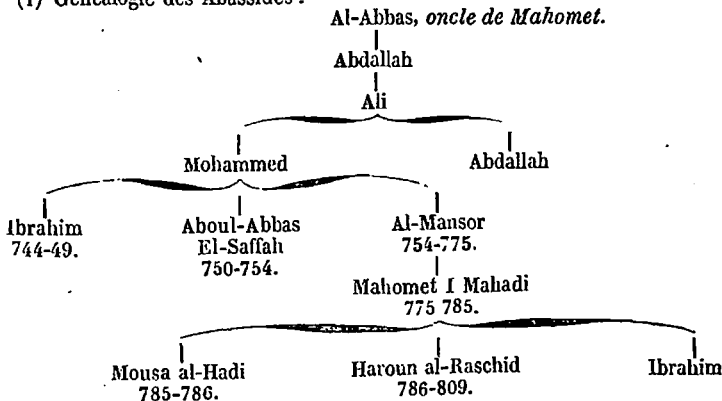 (1) Généalogie des Abassides :
Al-Abbas, oncle de Mahomet.
Abdallah
Ali
Mohammed
Abdallah
Ibrahim
744-49.
Aboul-Abbas
El-Saffah
750-754.
Al-Mansor
754-775.
Mahomet I Mahadi
775 785.
Mousa al-Hadi
785-786.
Haroun al-Raschid
786-809.
Ibrahim